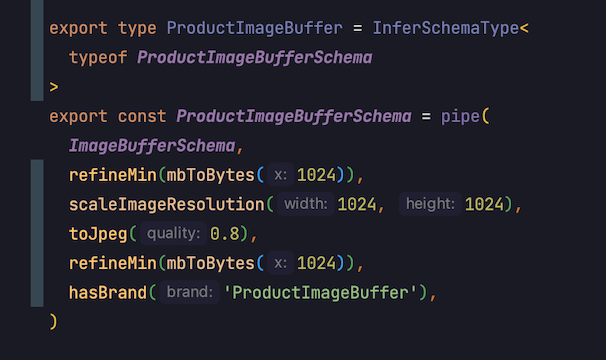 export type ProductImageBuffer = InferSchemaType<
typeof ProductImageBufferSchema
>
export const ProductImageBufferSchema = pipe(
ImageBufferSchema,
refineMin(mbToBytes( x: 1024)),
scaleImageResolution( width: 1024, height: 1024),
toJpeg( quality: 0.8),
refineMin(mbToBytes( x: 1024)),
hasBrand( brand: 'ProductImageBuffer'),
)